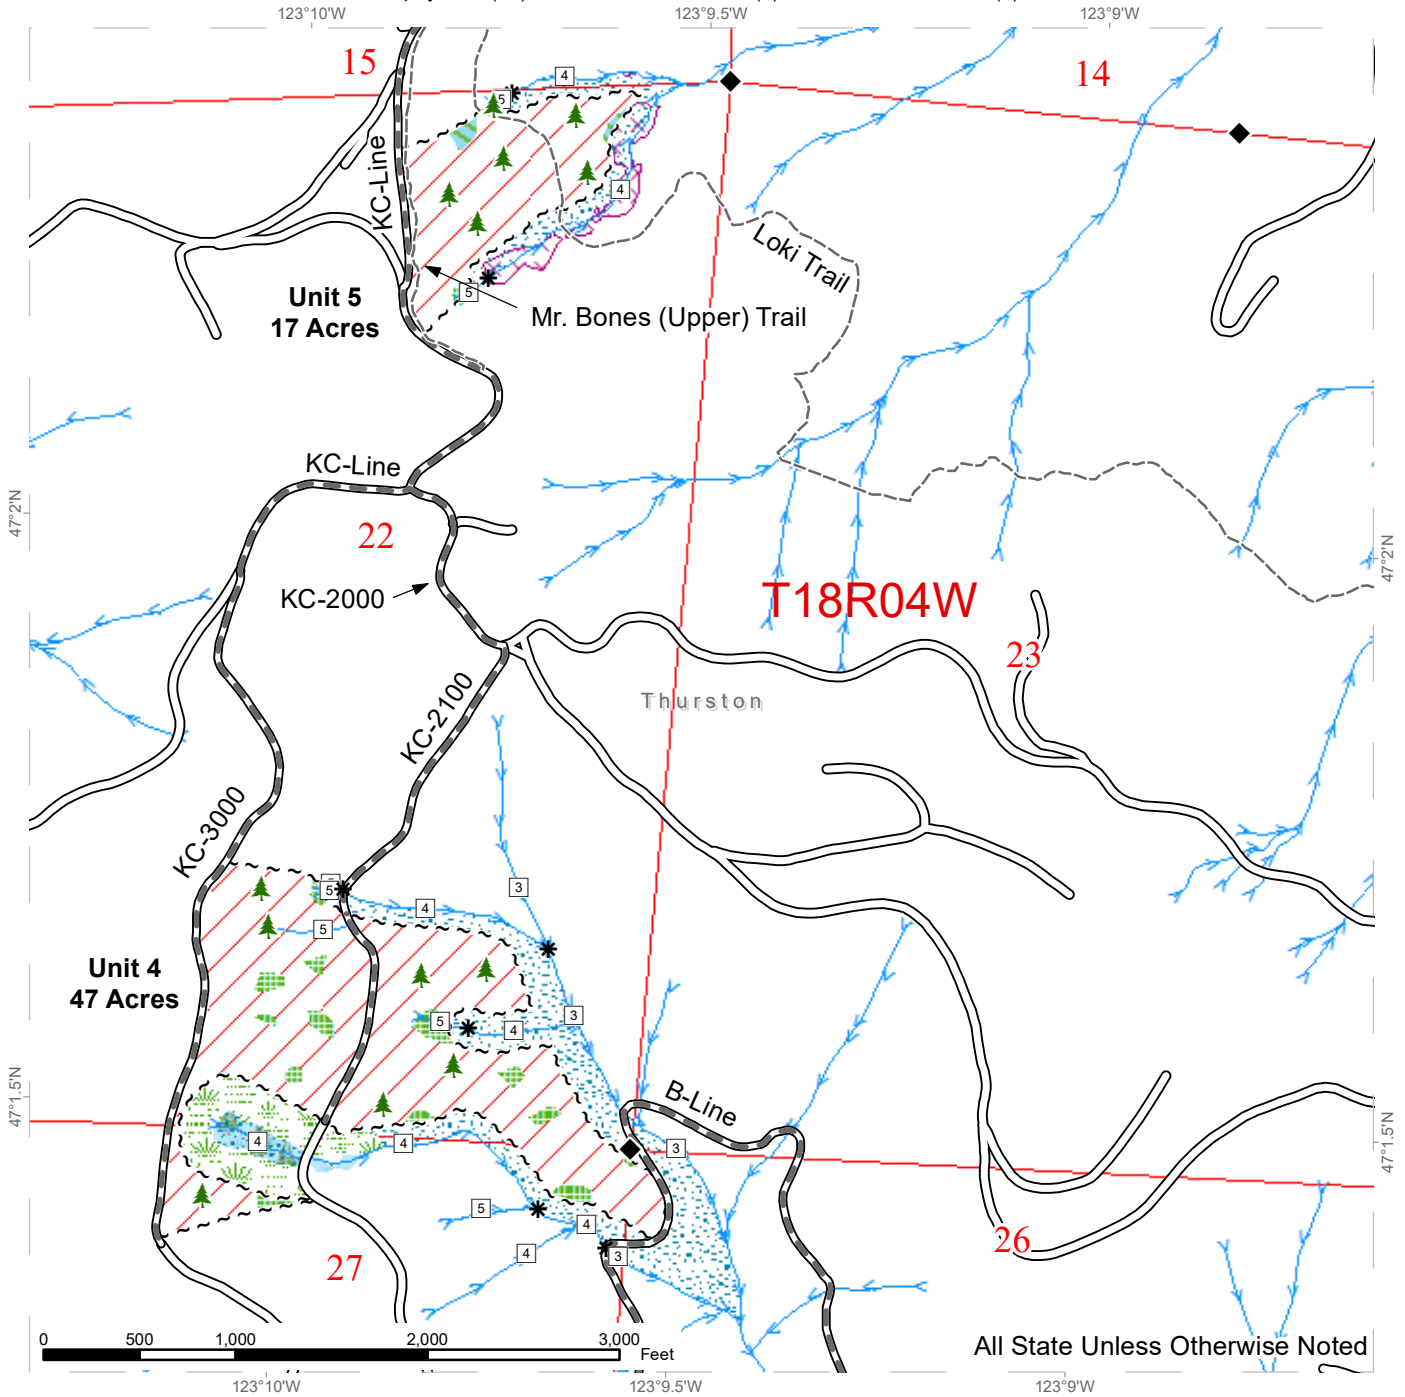 123°10'W
123°9.5'W
123°9'W
15
14
4
5
KC-Line
4
Loki Trail
5
Unit 5
17 Acres
Mr. Bones (Upper) Trail
KC-Line
47°2'N
22
47°2'N
KC-2000
T18R04W
23
Thurston
KC-2100
KC-3000
5
3
4
5
Unit 4
47 Acres
5
4
3
47°1.5'N
B-Line
47°1.5'N
4
4
3
5
4
4
3
26
27
0
500
1,000
2,000
3,000
Feet
All State Unless Otherwise Noted
123°10'W
123°9.5'W
123°9'W